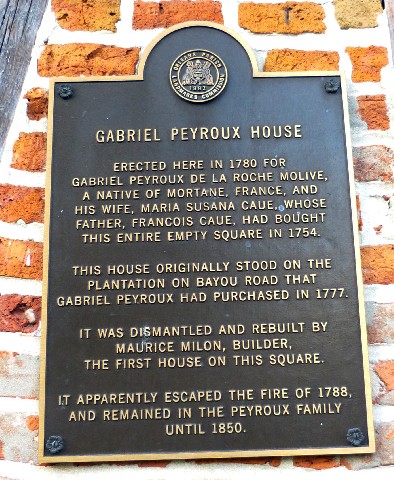 GABRIEL PEYROUX HOUSE
ERECTED HERE IN 1780 FOR
GABRIEL PEYROUX DE LA ROCHE MOLIVE,
A NATIVE OF MORTANE, FRANCE, AND
HIS WIFE, MARIA SUSANA CAUE, WHOSE
FATHER, FRANCOIS CAUE, HAD BOUGHT
THIS ENTIRE EMPTY SQUARE IN 1754.
THIS HOUSE ORIGINALLY STOOD ON THE
PLANTATION ON BAYOU ROAD THAT
GABRIEL PEYROUX HAD PURCHASED IN 1777.
IT WAS DISMANTLED AND REBUILT BY
MAURICE MILON, BUILDER,
THE FIRST HOUSE ON THIS SQUARE.
IT APPARENTLY ESCAPED THE FIRE OF 1788,
AND REMAINED IN THE PEYROUX FAMILY
UNTIL 1850.